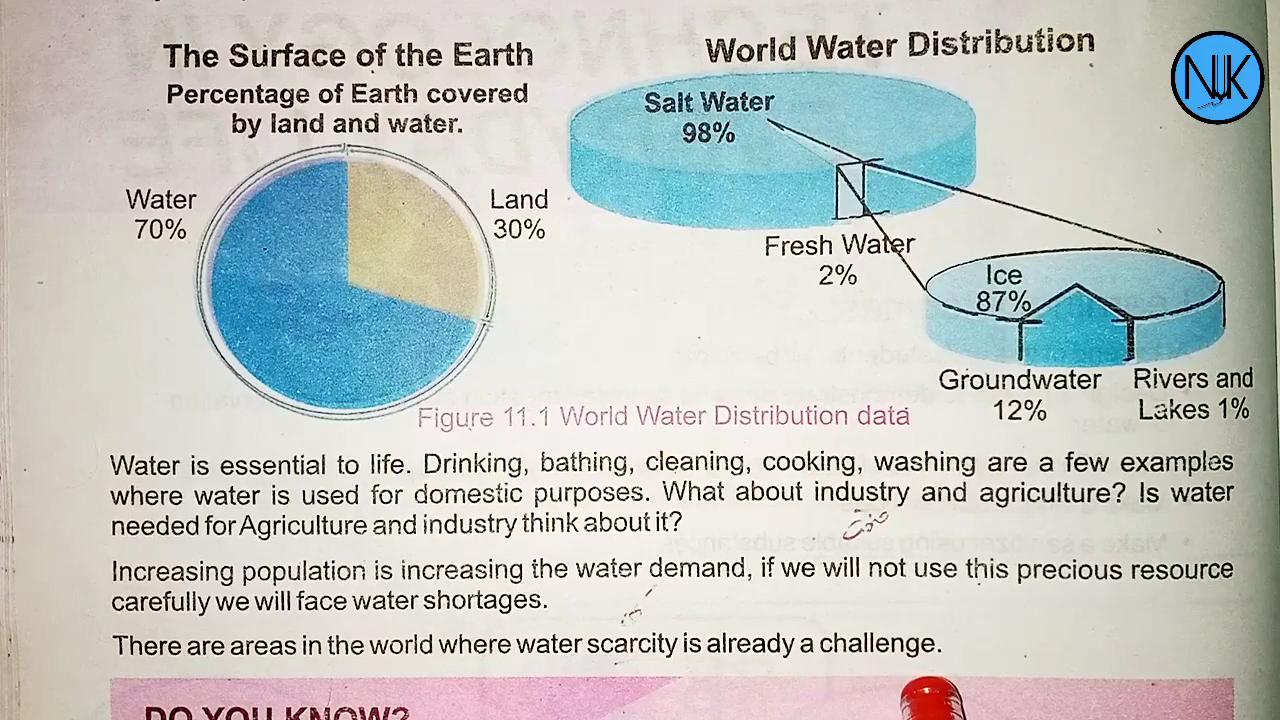 The Surface of the Earth
Percentage of Earth covered
by land and water.
Water
70%
Land
30%
World Water Distribution
Salt Water
98%
Fresh Water
2%
Ice
87%
Groundwater
12%
Rivers and
Lakes 1%
NJK
Figure 11.1 World Water Distribution data
Water is essential to life. Drinking, bathing, cleaning, cooking, washing are a few examples
where water is used for domestic purposes. What about industry and agriculture? Is water
needed for Agriculture and industry think about it?
Increasing population is increasing the water demand, if we will not use this precious resource
carefully we will face water shortages.
There are areas in the world where water scarcity is already a challenge.
DO YOU KNOW?